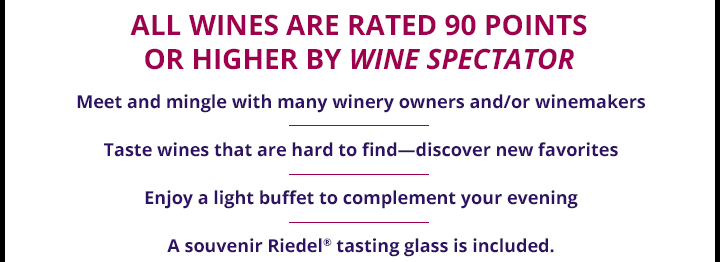 ALL WINES ARE RATED 90 POINTS
OR HIGHER BY WINE SPECTATOR
Meet and mingle with many winery owners and/or winemakers
Taste wines that are hard to find—discover new favorites
Enjoy a light buffet to complement your evening
A souvenir Riedel® tasting glass is included.